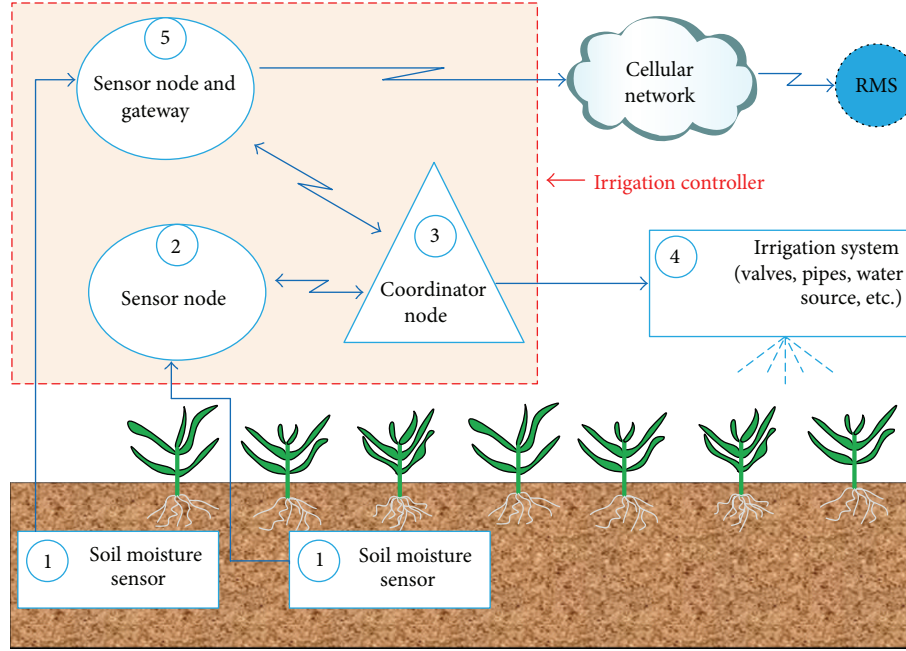 5
Sensor node and
gateway
Cellular
network
RMS
Irrigation controller
2
Sensor node
3
Coordinator
node
4
Irrigation system
(valves, pipes, water
source, etc.)
1
Soil moisture
sensor
1
Soil moisture
sensor